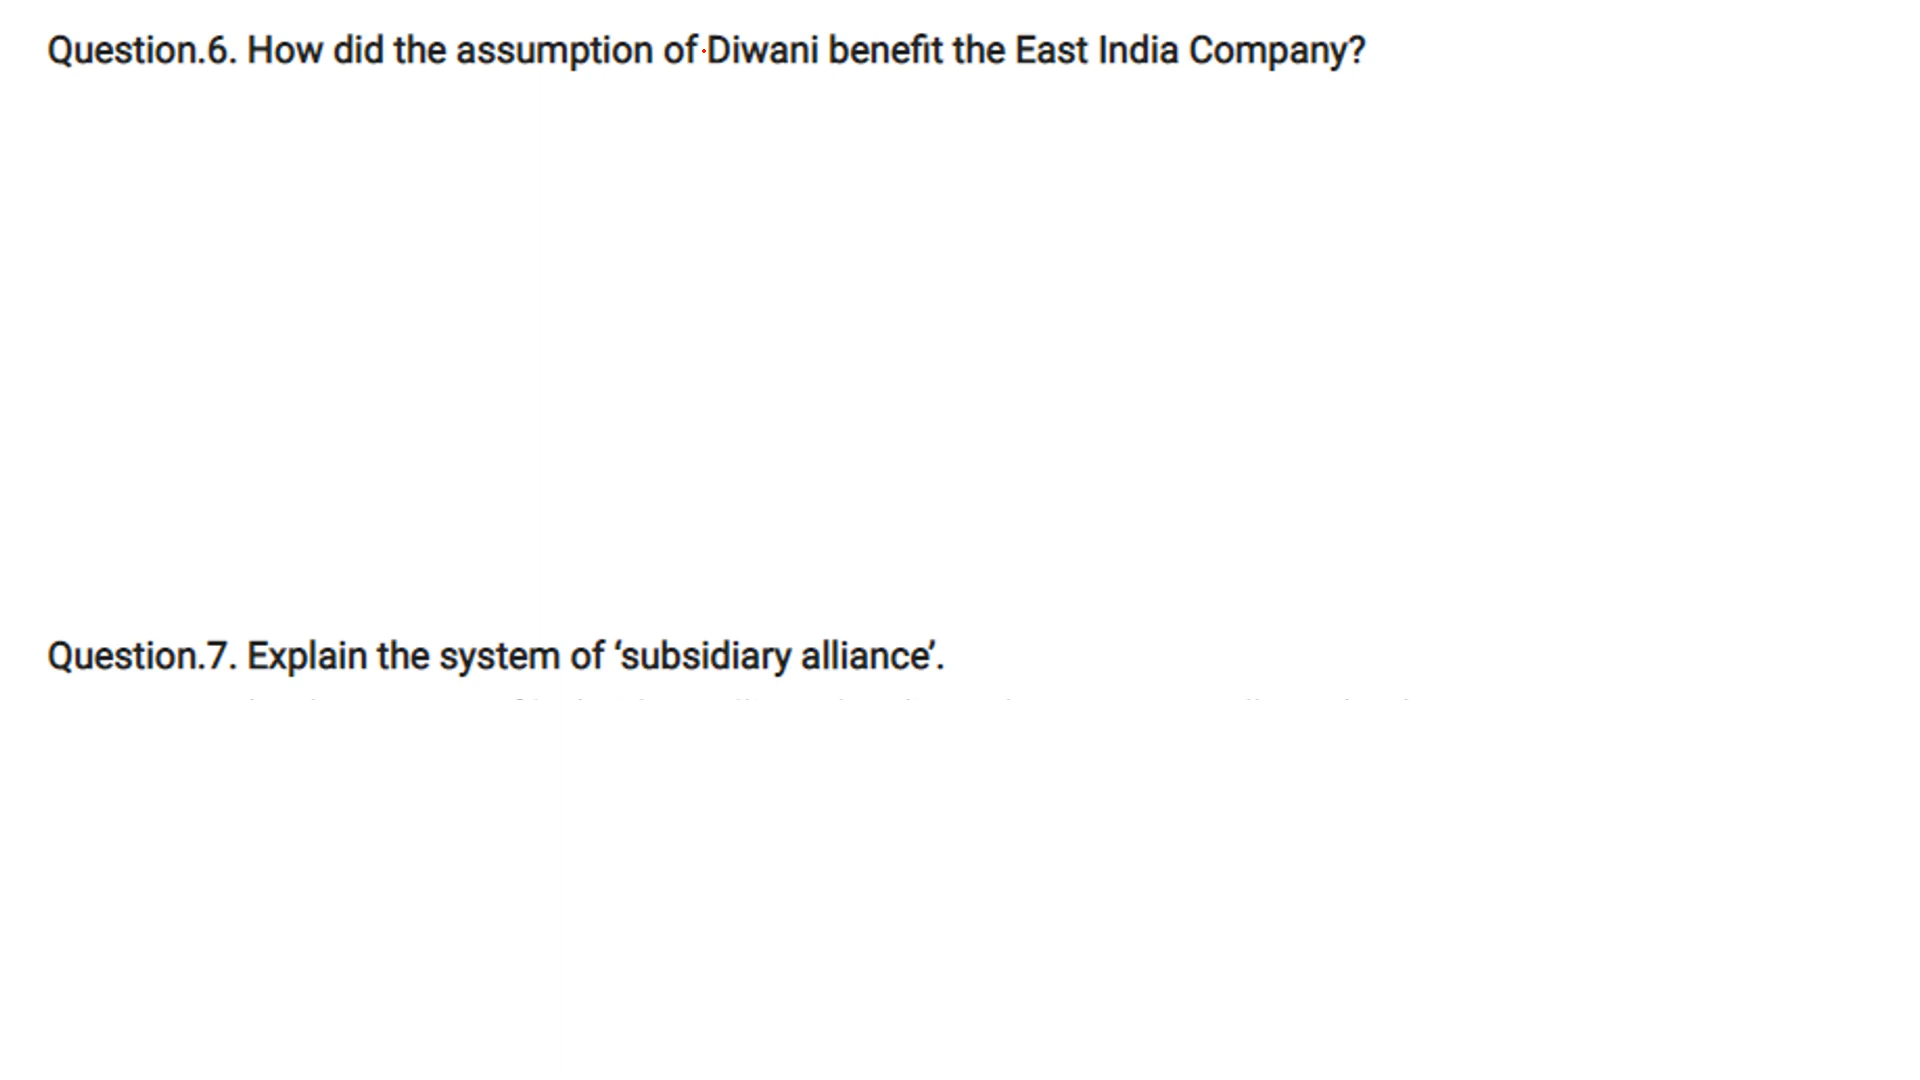 Question.6. How did the assumption of Diwani benefit the East India Company?
Question.7. Explain the system of ‘subsidiary alliance’.